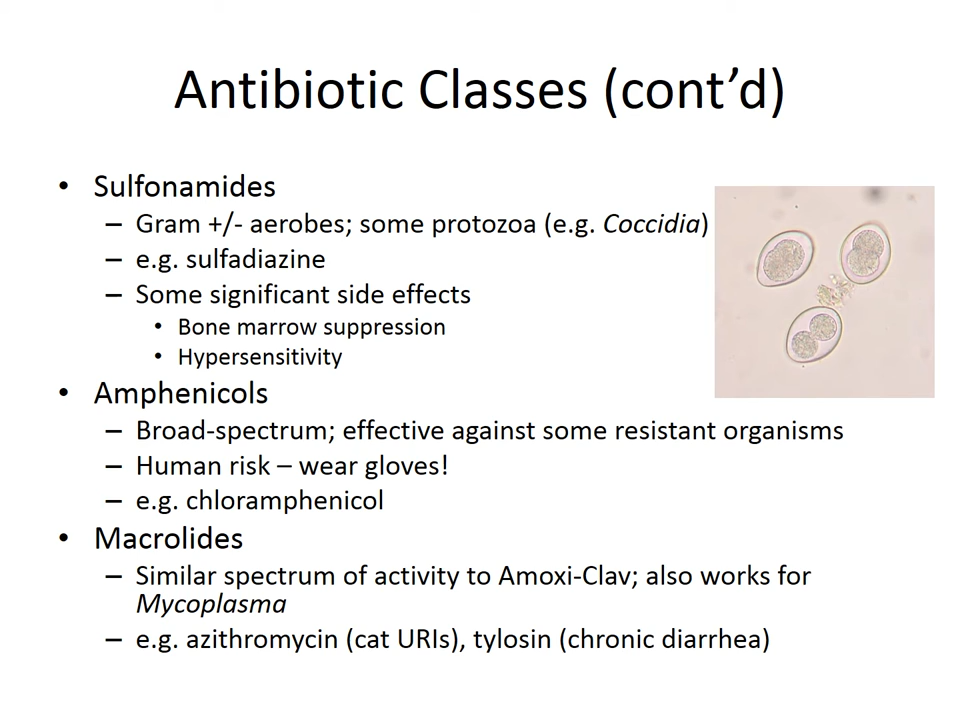 Antibiotic Classes (cont’d)
• Sulfonamides
– Gram +/- aerobes; some protozoa (e.g. Coccidia)
– e.g. sulfadiazine
– Some significant side effects
• Bone marrow suppression
• Hypersensitivity
• Amphenicols
– Broad-spectrum; effective against some resistant organisms
– Human risk – wear gloves!
– e.g. chloramphenicol
• Macrolides
– Similar spectrum of activity to Amoxi-Clav; also works for
Mycoplasma
– e.g. azithromycin (cat URIs), tylosin (chronic diarrhea)